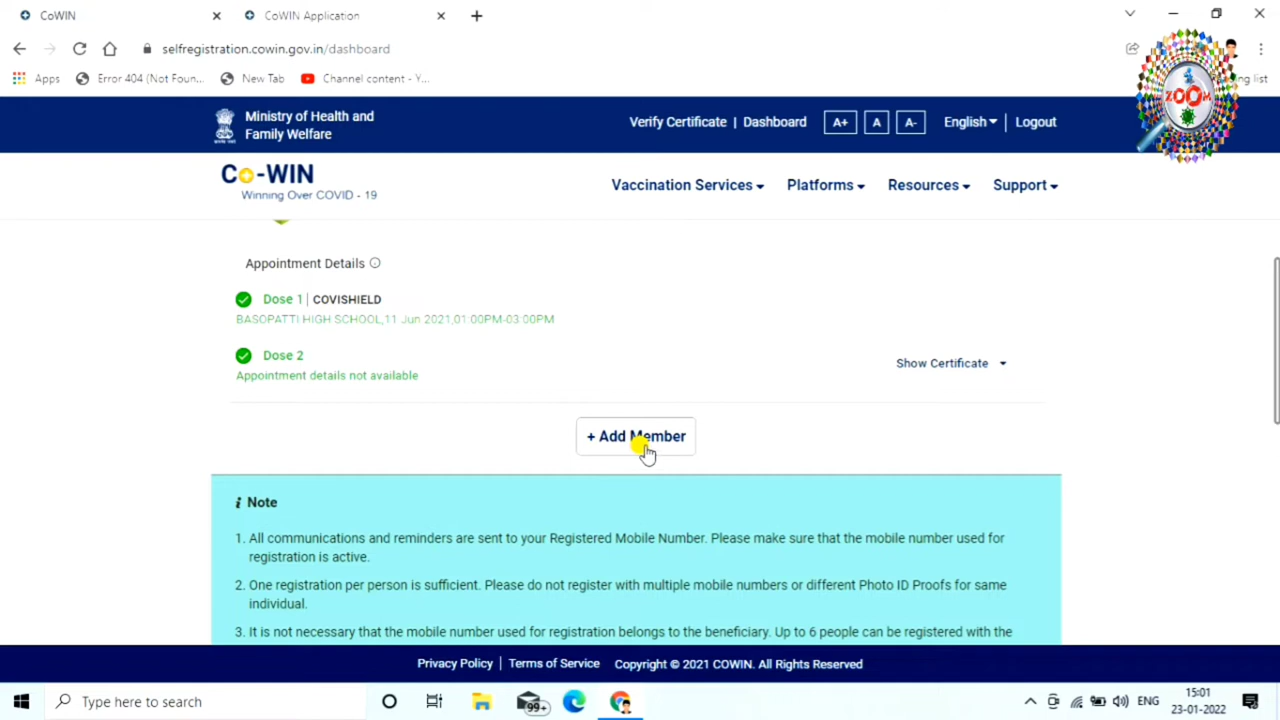 CoWIN
CoWIN Application
selfregistration.cowin.gov.in/dashboard
Apps
Error 404 (Not Foun...
New Tab
Channel content - Y...
ing list
ZOOM
Ministry of Health and
Family Welfare
Verify Certificate | Dashboard
A+
A
A-
English
Logout
Co-WIN
Winning Over COVID - 19
Vaccination Services
Platforms
Resources
Support
Appointment Details
Dose 1 | COVISHIELD
BASOPATTI HIGH SCHOOL,11 Jun 2021,01:00PM-03:00PM
Dose 2
Appointment details not available
Show Certificate
+ Add Member
i Note
1. All communications and reminders are sent to your Registered Mobile Number. Please make sure that the mobile number used for
registration is active.
2. One registration per person is sufficient. Please do not register with multiple mobile numbers or different Photo ID Proofs for same
individual.
3. It is not necessary that the mobile number used for registration belongs to the beneficiary. Up to 6 people can be registered with the
Privacy Policy | Terms of Service
Copyright © 2021 COWIN. All Rights Reserved
Type here to search
99+
ENG
15:01
23-01-2022